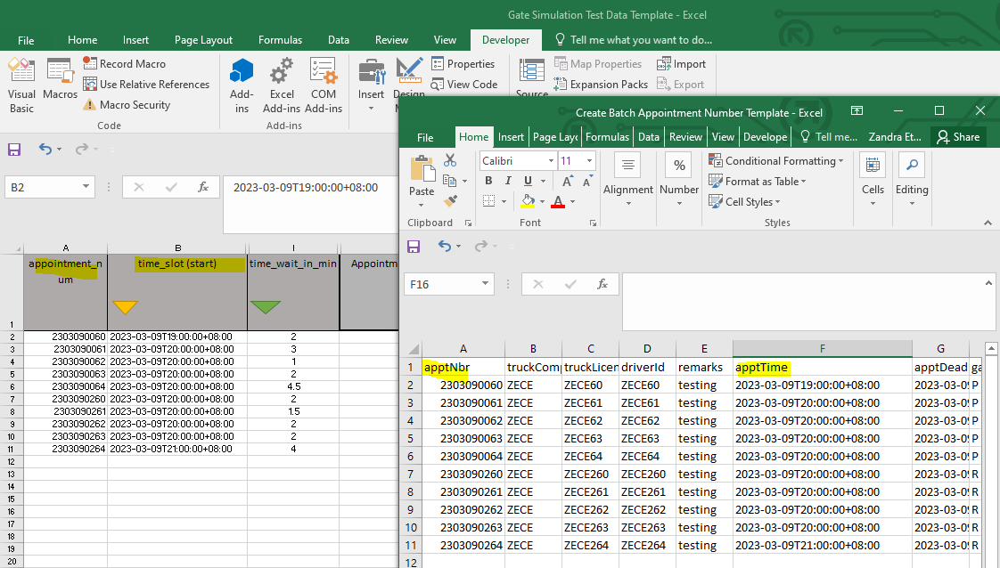 Gate Simulation Test Data Template - Excel
File Home Insert Page Layout Formulas Data Review View Developer Tell me what you want to do...
Visual Basic
Macros
Record Macro
Use Relative References
Macro Security
Code
Add-ins
Excel Add-ins
COM Add-ins
Add-ins
Insert
Design
Properties
View Code
Source
Map Properties
Expansion Packs
Import
Export
B2 fx 2023-03-09T19:00:00+08:00
A B I
1 appointment_num time_slot (start) time_wait_in_min Appointm
2 2303090060 2023-03-09T19:00:00+08:00 2
3 2303090061 2023-03-09T20:00:00+08:00 3
4 2303090062 2023-03-09T20:00:00+08:00 1
5 2303090063 2023-03-09T20:00:00+08:00 2
6 2303090064 2023-03-09T20:00:00+08:00 4.5
7 2303090260 2023-03-09T20:00:00+08:00 2
8 2303090261 2023-03-09T20:00:00+08:00 1.5
9 2303090262 2023-03-09T20:00:00+08:00 2
10 2303090263 2023-03-09T20:00:00+08:00 2
11 2303090264 2023-03-09T21:00:00+08:00 4
12
13
14
15
16
17
18
19
20
Create Batch Appointment Number Template - Excel
File Home Insert Page Layo Formulas Data Review View Develope Tell me... Zandra Et... Share
Paste
Clipboard
Calibri 11
B I U A A
A
Font
Alignment
%
Number
Conditional Formatting
Format as Table
Cell Styles
Styles
Cells
Editing
F16 fx
A B C D E F G
1 apptNbr truckComp truckLicen driverId remarks apptTime apptDead ga
2 2303090060 ZECE ZECE60 ZECE60 testing 2023-03-09T19:00:00+08:00 2023-03-09 P
3 2303090061 ZECE ZECE61 ZECE61 testing 2023-03-09T20:00:00+08:00 2023-03-09 P
4 2303090062 ZECE ZECE62 ZECE62 testing 2023-03-09T20:00:00+08:00 2023-03-09 P
5 2303090063 ZECE ZECE63 ZECE63 testing 2023-03-09T20:00:00+08:00 2023-03-09 P
6 2303090064 ZECE ZECE64 ZECE64 testing 2023-03-09T20:00:00+08:00 2023-03-09 P
7 2303090260 ZECE ZECE260 ZECE260 testing 2023-03-09T20:00:00+08:00 2023-03-09 R
8 2303090261 ZECE ZECE261 ZECE261 testing 2023-03-09T20:00:00+08:00 2023-03-09 R
9 2303090262 ZECE ZECE262 ZECE262 testing 2023-03-09T20:00:00+08:00 2023-03-09 R
10 2303090263 ZECE ZECE263 ZECE263 testing 2023-03-09T20:00:00+08:00 2023-03-09 R
11 2303090264 ZECE ZECE264 ZECE264 testing 2023-03-09T21:00:00+08:00 2023-03-09 R
12